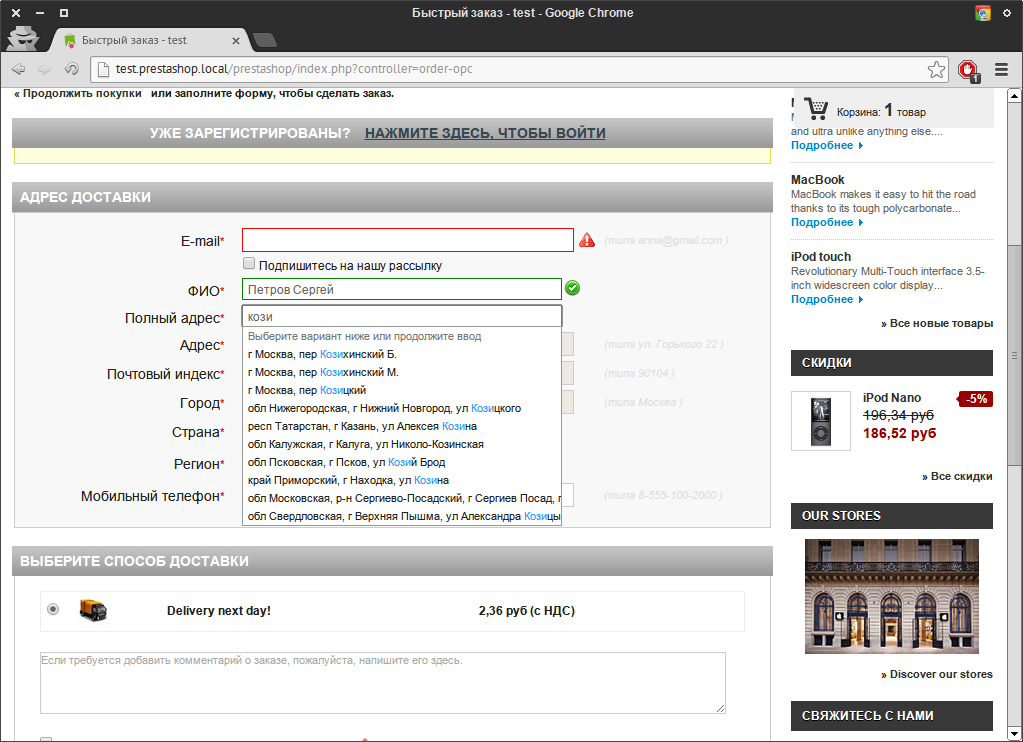 Быстрый заказ - test - Google Chrome
Быстрый заказ - test
test.prestashop.local/prestashop/index.php?controller=order-opc
1
« Продолжить покупки или заполните форму, чтобы сделать заказ.
УЖЕ ЗАРЕГИСТРИРОВАНЫ? НАЖМИТЕ ЗДЕСЬ, ЧТОБЫ ВОЙТИ
АДРЕС ДОСТАВКИ
E-mail*
(типа anna@gmail.com )
Подпишитесь на нашу рассылку
ФИО*
Петров Сергей
Полный адрес*
кози
Выберите вариант ниже или продолжите ввод
г Москва, пер Козихинский Б.
г Москва, пер Козихинский М.
г Москва, пер Козицкий
обл Нижегородская, г Нижний Новгород, ул Козицкого
респ Татарстан, г Казань, ул Алексея Козина
обл Калужская, г Калуга, ул Николо-Козинская
обл Псковская, г Псков, ул Козий Брод
край Приморский, г Находка, ул Козина
обл Московская, р-н Сергиево-Посадский, г Сергиев Посад, г
обл Свердловская, г Верхняя Пышма, ул Александра Козицы
Адрес*
(типа ул. Горького 22 )
Почтовый индекс*
(типа 90104 )
Город*
(типа Москва )
Страна*
Регион*
Мобильный телефон*
(типа 8-555-100-2000 )
ВЫБЕРИТЕ СПОСОБ ДОСТАВКИ
Delivery next day!
2,36 руб (с НДС)
Если требуется добавить комментарий о заказе, пожалуйста, напишите его здесь.
Корзина: 1 товар
and ultra unlike anything else....
Подробнее
MacBook
MacBook makes it easy to hit the road
thanks to its tough polycarbonate...
Подробнее
iPod touch
Revolutionary Multi-Touch interface 3.5-
inch widescreen color display...
Подробнее
» Все новые товары
СКИДКИ
iPod Nano
-5%
196,34 руб
186,52 руб
» Все скидки
OUR STORES
» Discover our stores
СВЯЖИТЕСЬ С НАМИ